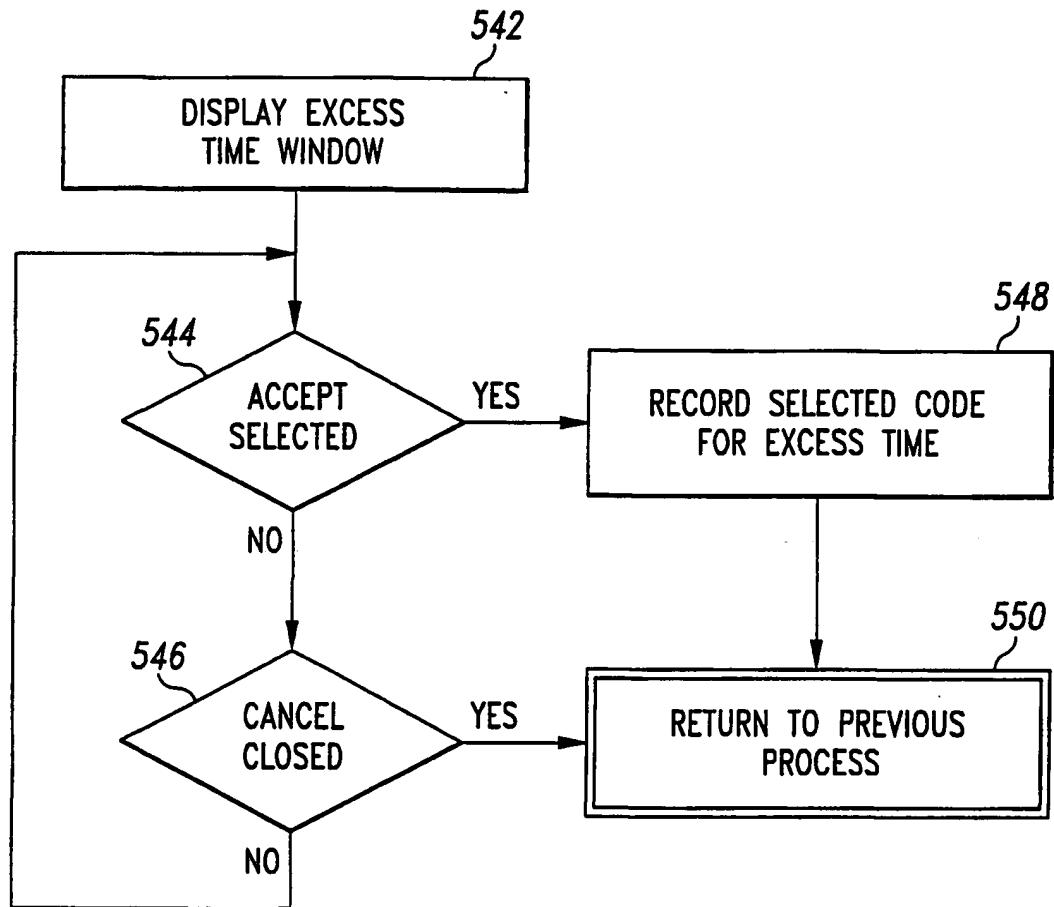 542
DISPLAY EXCESS
TIME WINDOW
544
ACCEPT
SELECTED
YES
NO
548
RECORD SELECTED CODE
FOR EXCESS TIME
546
CANCEL
CLOSED
YES
NO
550
RETURN TO PREVIOUS
PROCESS